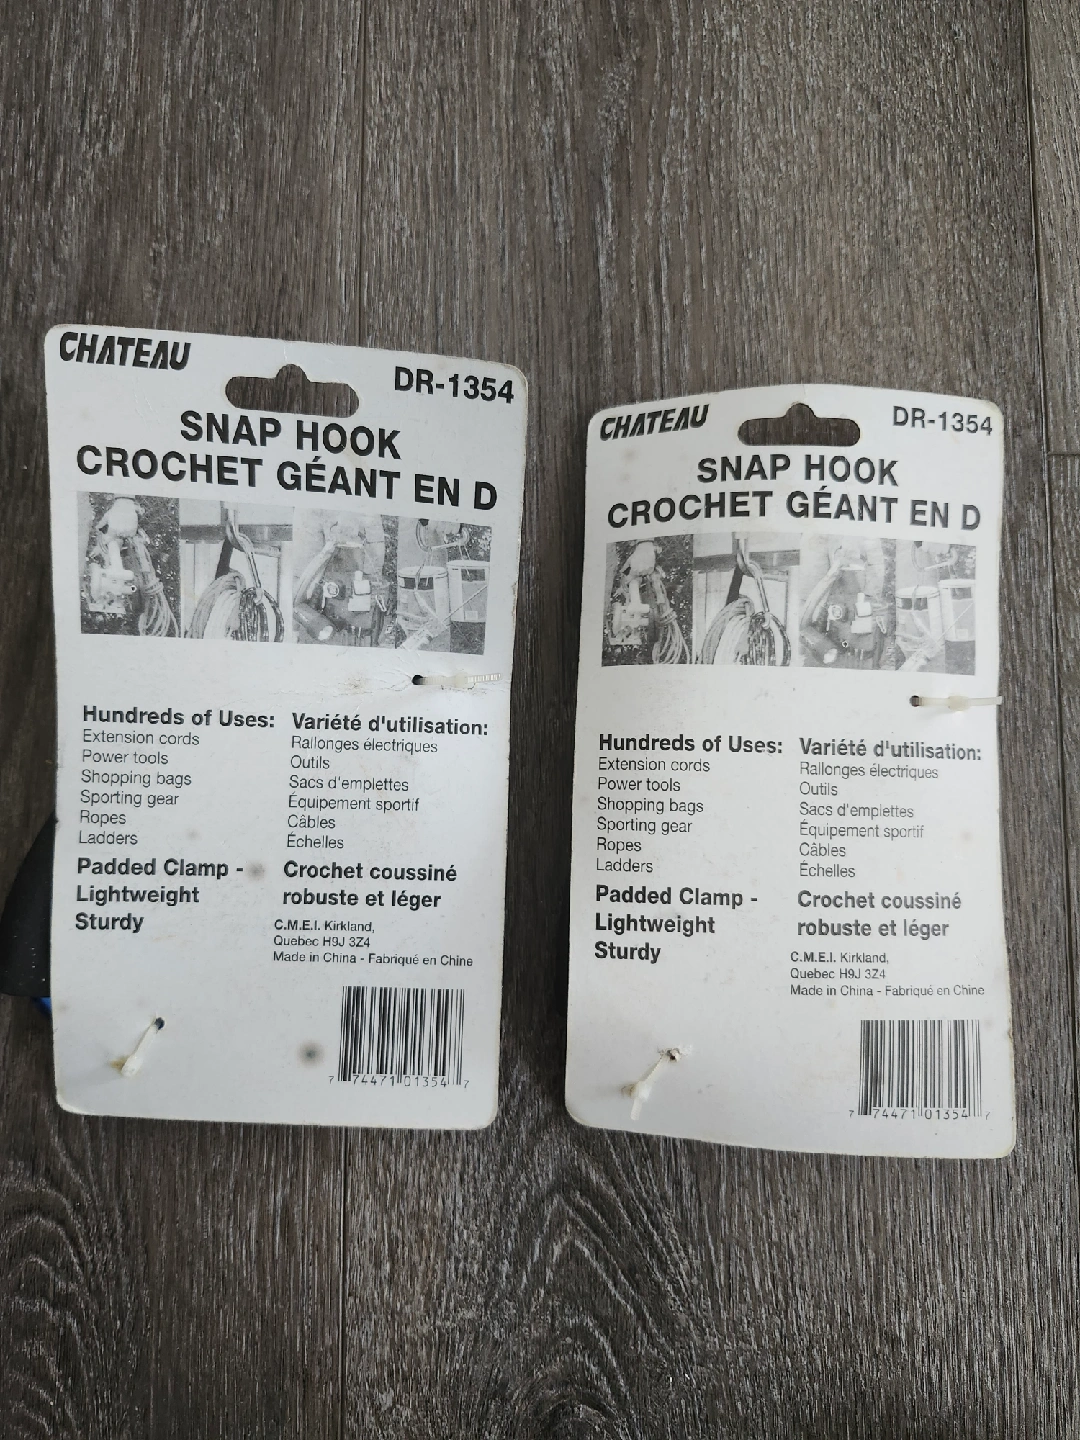 CHATEAU
DR-1354
SNAP HOOK
CROCHET GÉANT EN D
Hundreds of Uses:
Extension cords
Power tools
Shopping bags
Sporting gear
Ropes
Ladders
Padded Clamp -
Lightweight
Sturdy
Variété d'utilisation:
Rallonges électriques
Outils
Sacs d'emplettes
Équipement sportif
Câbles
Échelles
Crochet coussiné
robuste et léger
C.M.E.I. Kirkland,
Quebec H9J 3Z4
Made in China - Fabriqué en Chine
7 74471 01354 7
CHATEAU
DR-1354
SNAP HOOK
CROCHET GÉANT EN D
Hundreds of Uses:
Extension cords
Power tools
Shopping bags
Sporting gear
Ropes
Ladders
Padded Clamp -
Lightweight
Sturdy
Variété d'utilisation:
Rallonges électriques
Outils
Sacs d'emplettes
Équipement sportif
Câbles
Échelles
Crochet coussiné
robuste et léger
C.M.E.I. Kirkland,
Quebec H9J 3Z4
Made in China - Fabriqué en Chine
7 74471 01354 7